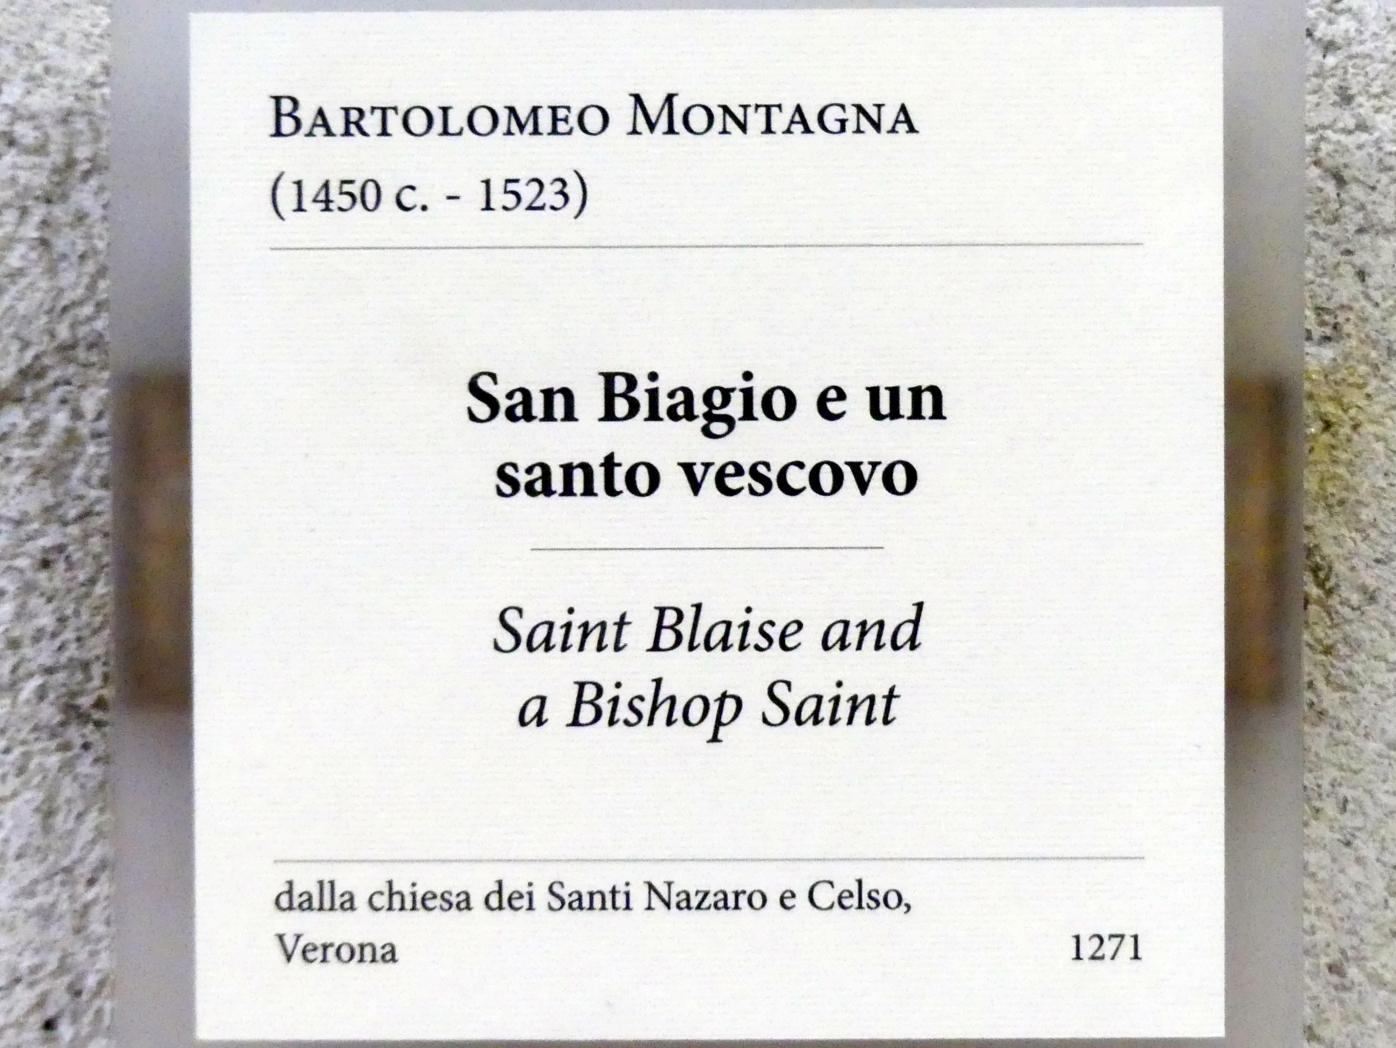 Bartolomeo Montagna
(1450 c. - 1523)
San Biagio e un
santo vescovo
Saint Blaise and
a Bishop Saint
dalla chiesa dei Santi Nazaro e Celso,
Verona 1271